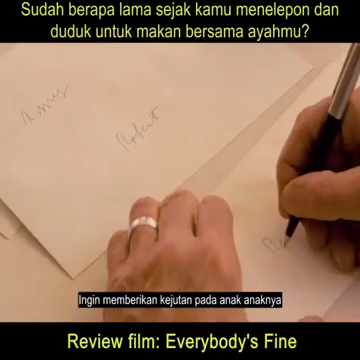 Sudah berapa lama sejak kamu menelepon dan
duduk untuk makan bersama ayahmu?
Amy
Robert
Ingin memberikan kejutan pada anak anaknya
Review film: Everybody's Fine